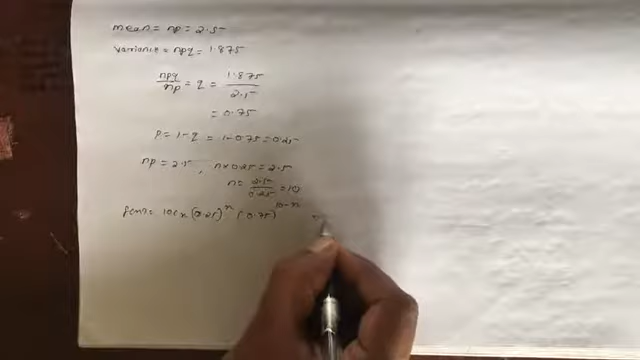 mean = np = 2.5
variance = npq = 1.875
npq/np = q = 1.875/2.5
= 0.75
P = 1-q = 1-0.75 = 0.25
np = 2.5, n×0.25 = 2.5
n = 2.5/0.25 = 10
f(x) = 10Cx (0.25)^x (0.75)^10-x